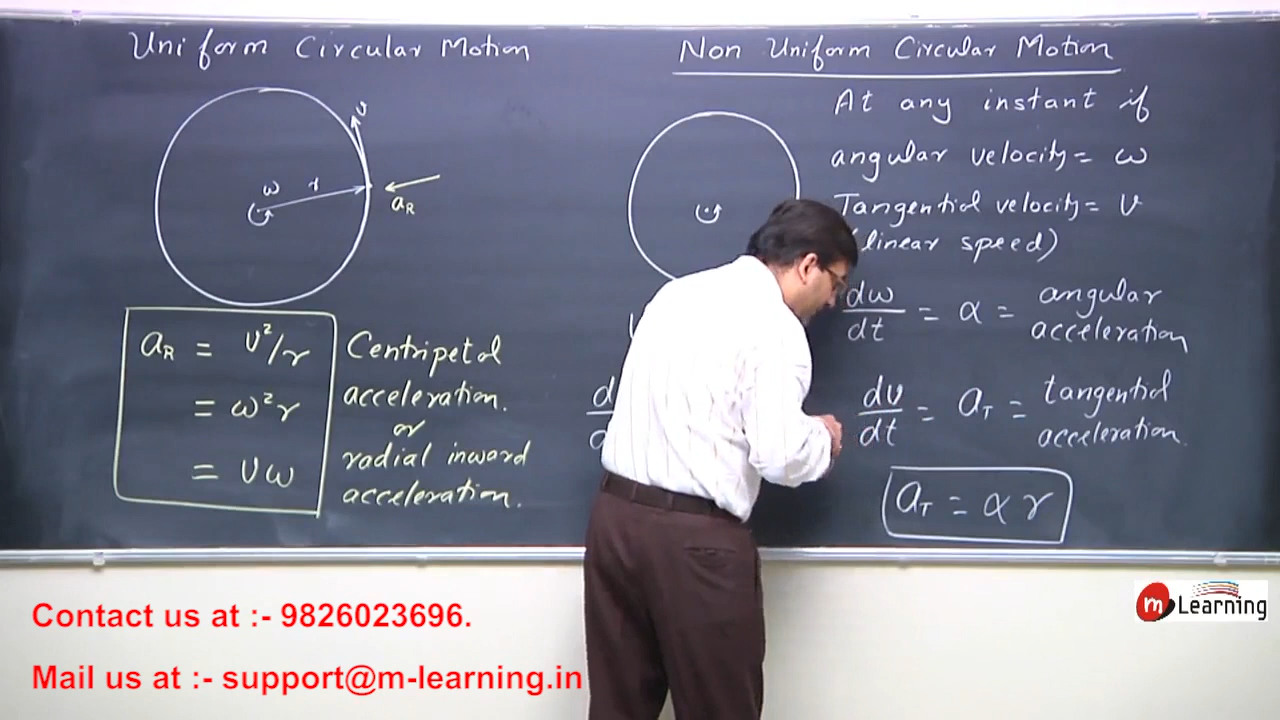 Uniform Circular Motion
v
ω r
a_R
a_R = v²/r
= ω²r
= vω
Centripetal
acceleration.
or
radial inward
acceleration.
Non Uniform Circular Motion
At any instant if
angular velocity = ω
Tangential velocity = v
(linear speed)
dω/dt = α = angular
acceleration
dv/dt = a_T = tangential
acceleration.
a_T = α r
Contact us at :- 9826023696.
Mail us at :- support@m-learning.in
m Learning